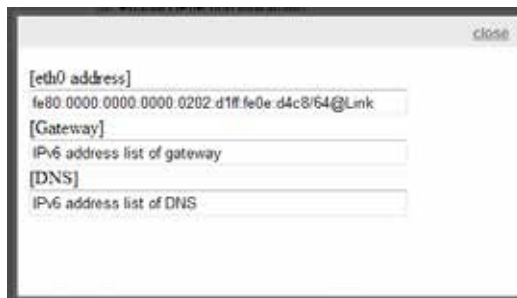 close
[eth0 address]
fe80:0000:0000:0000:0202:d1ff:fe0e:d4c8/64@Link
[Gateway]
IPv6 address list of gateway
[DNS]
IPv6 address list of DNS